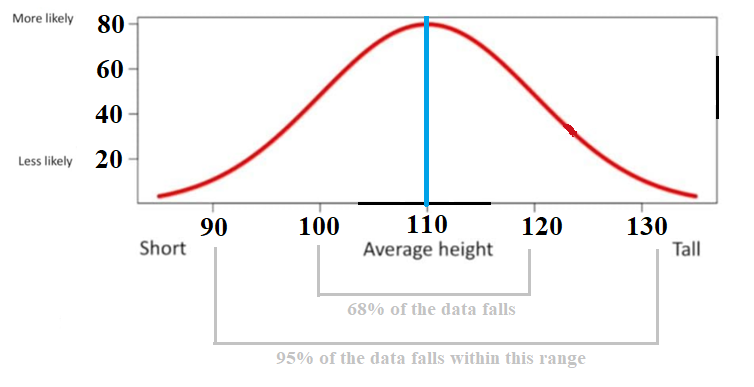 More likely
80
60
40
Less likely
20
90 100 110 120 130
Short Average height Tall
68% of the data falls
95% of the data falls within this range